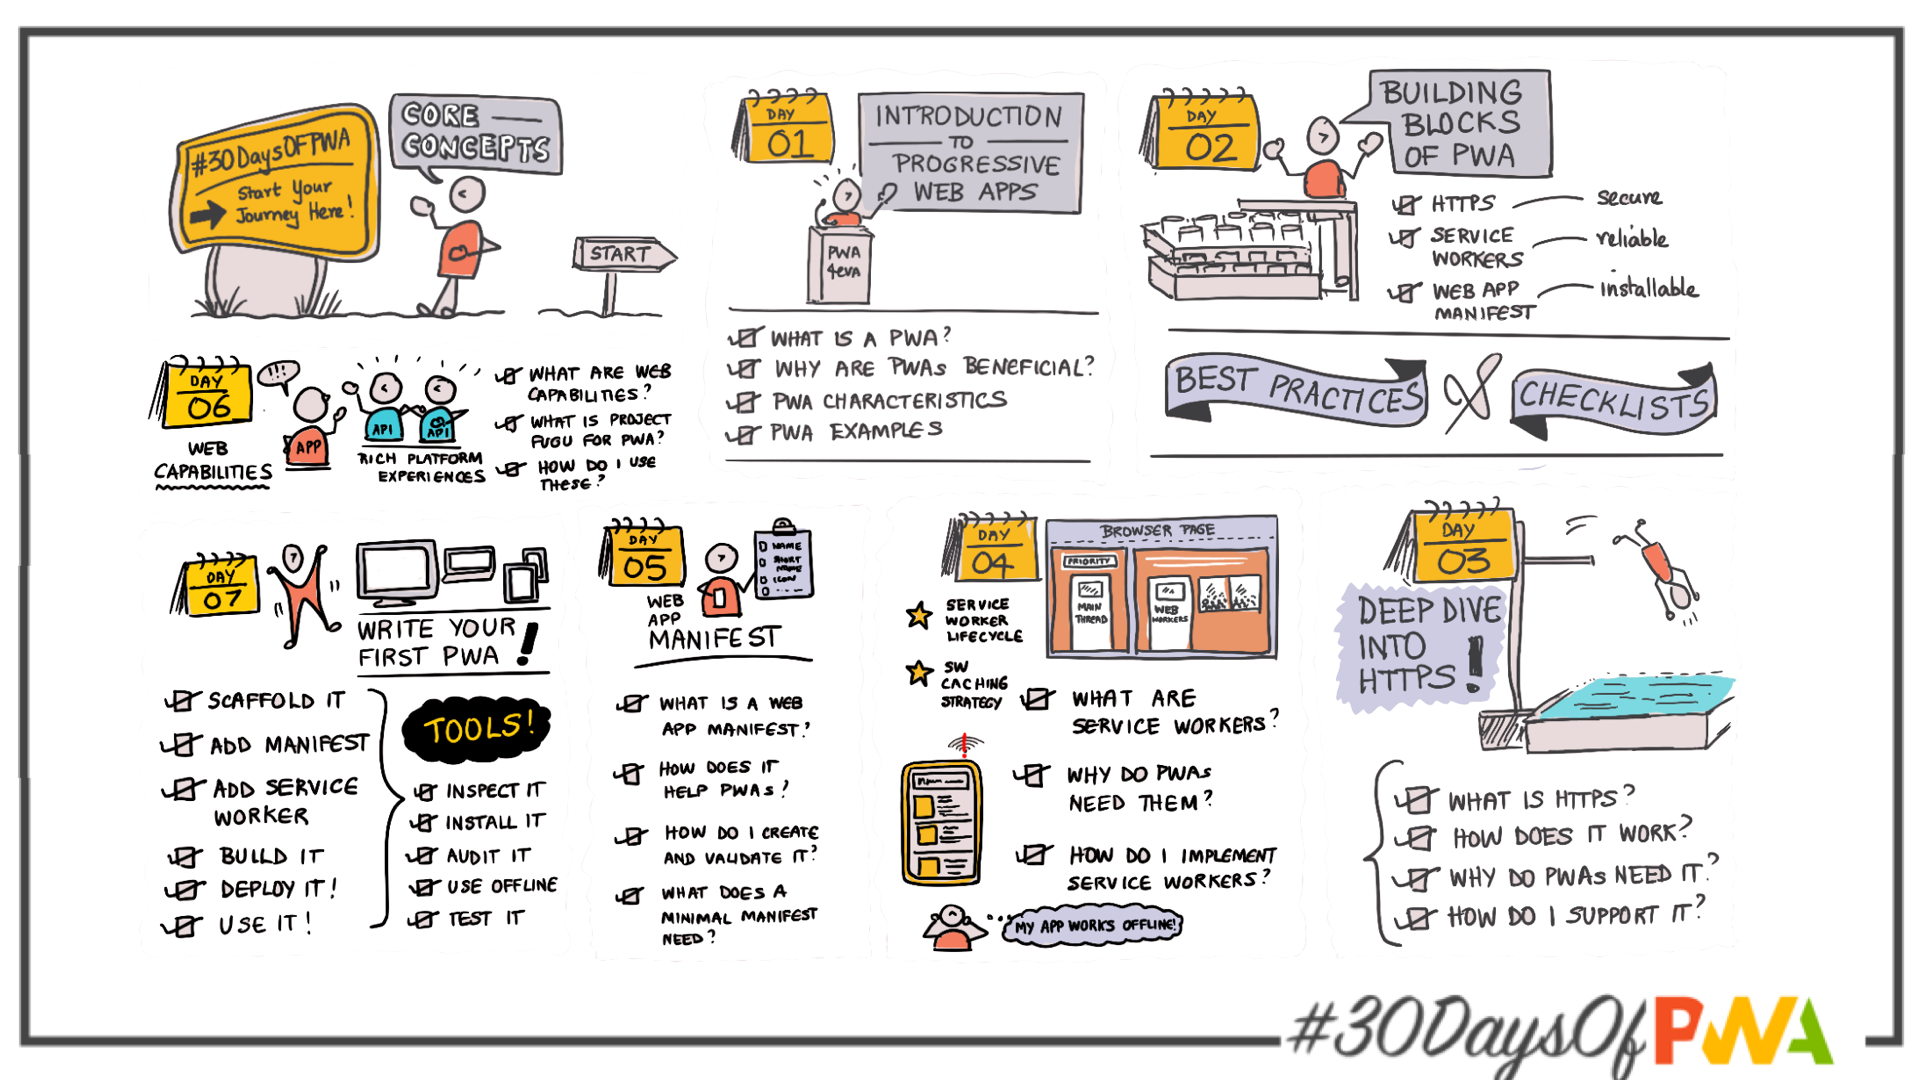 #30DaysOfPWA
Start Your
Journey Here!
CORE
CONCEPTS
START
DAY
01
INTRODUCTION
TO
PROGRESSIVE
WEB APPS
PWA
4eva
WHAT IS A PWA?
WHY ARE PWAs BENEFICIAL?
PWA CHARACTERISTICS
PWA EXAMPLES
DAY
02
BUILDING
BLOCKS
OF PWA
HTTPS secure
SERVICE reliable
WORKERS
WEB APP installable
MANIFEST
BEST PRACTICES & CHECKLISTS
DAY
03
DEEP DIVE
INTO
HTTPS!
WHAT IS HTTPS?
HOW DOES IT WORK?
WHY DO PWAs NEED IT?
HOW DO I SUPPORT IT?
DAY
04
BROWSER PAGE
PRIORITY
MAIN
THREAD
WEB
WORKERS
SERVICE
WORKER
LIFECYCLE
SW
CACHING
STRATEGY
WHAT ARE
SERVICE WORKERS?
WHY DO PWAs
NEED THEM?
HOW DO I IMPLEMENT
SERVICE WORKERS?
MY APP WORKS OFFLINE!
DAY
05
NAME
SHORT
NAME
ICON
WEB
APP
MANIFEST
WHAT IS A WEB
APP MANIFEST?
HOW DOES IT
HELP PWAs?
HOW DO I CREATE
AND VALIDATE IT?
WHAT DOES A
MINIMAL MANIFEST
NEED?
DAY
06
!!!
APP
API
API
WEB
CAPABILITIES
RICH PLATFORM
EXPERIENCES
WHAT ARE WEB
CAPABILITIES?
WHAT IS PROJECT
FUGU FOR PWA?
HOW DO I USE
THESE?
DAY
07
WRITE YOUR
FIRST PWA!
SCAFFOLD IT
ADD MANIFEST
ADD SERVICE
WORKER
BUILD IT
DEPLOY IT!
USE IT!
TOOLS!
INSPECT IT
INSTALL IT
AUDIT IT
USE OFFLINE
TEST IT
#30DaysOfPWA